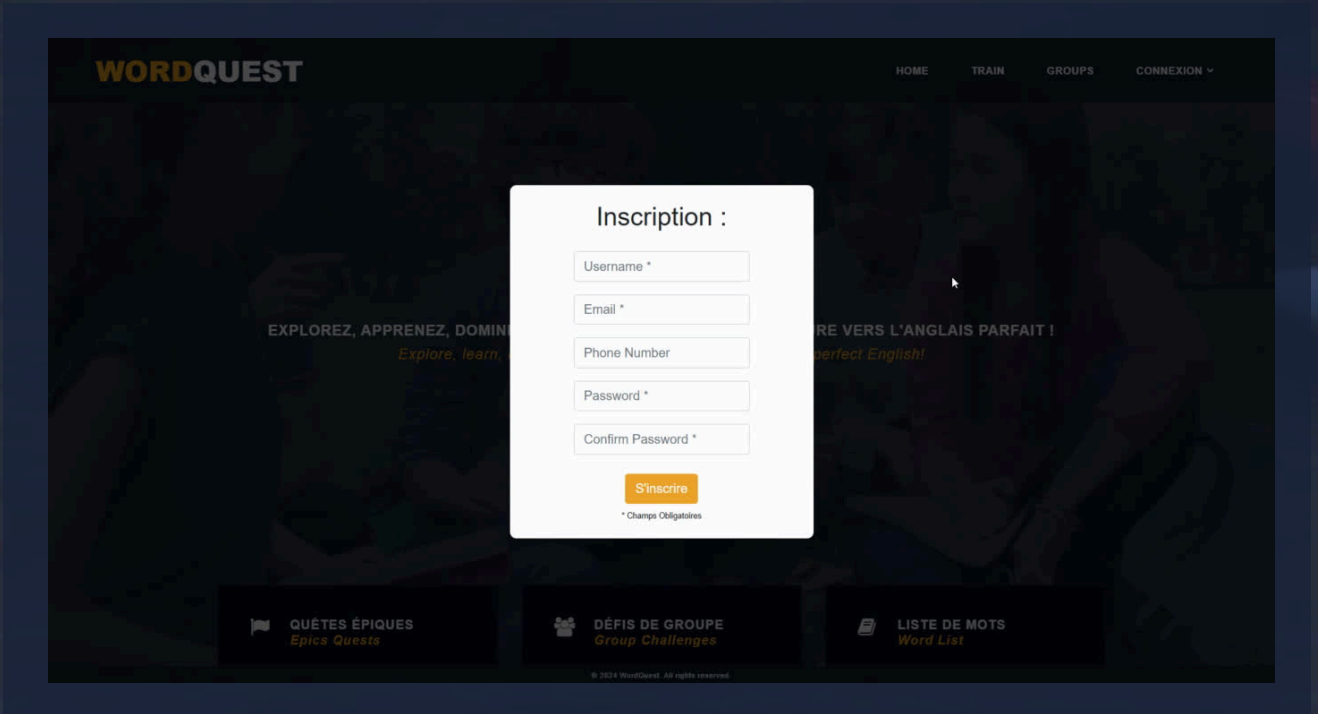 WORDQUEST
HOME TRAIN GROUPS CONNEXION
Inscription :
Username *
Email *
Phone Number
Password *
Confirm Password *
S'inscrire
* Champs Obligatoires
EXPLOREZ, APPRENEZ, DOMIN RE VERS L'ANGLAIS PARFAIT !
Explore, learn, perfect English!
QUÊTES ÉPIQUES
Epics Quests
DÉFIS DE GROUPE
Group Challenges
LISTE DE MOTS
Word List
© 2024 WordQuest. All rights reserved.